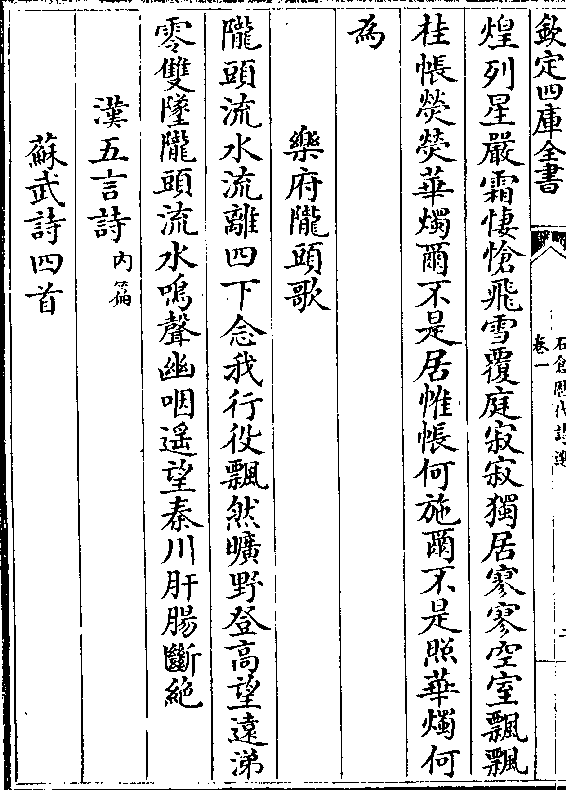 欽定四庫全書
石倉歷代詩選
卷一
煌列星嚴霜悽愴飛雪覆庭寂寂獨居寥寥空室飄飄
桂帳熒熒華燭爾不是居帷帳何施爾不是照華燭何
為
樂府隴頭歌
隴頭流水流離四下念我行役飄然曠野登高望遠涕
零雙墜隴頭流水鳴聲幽咽遥望秦川肝腸斷絶
漢五言詩 内篇
蘇武詩四首